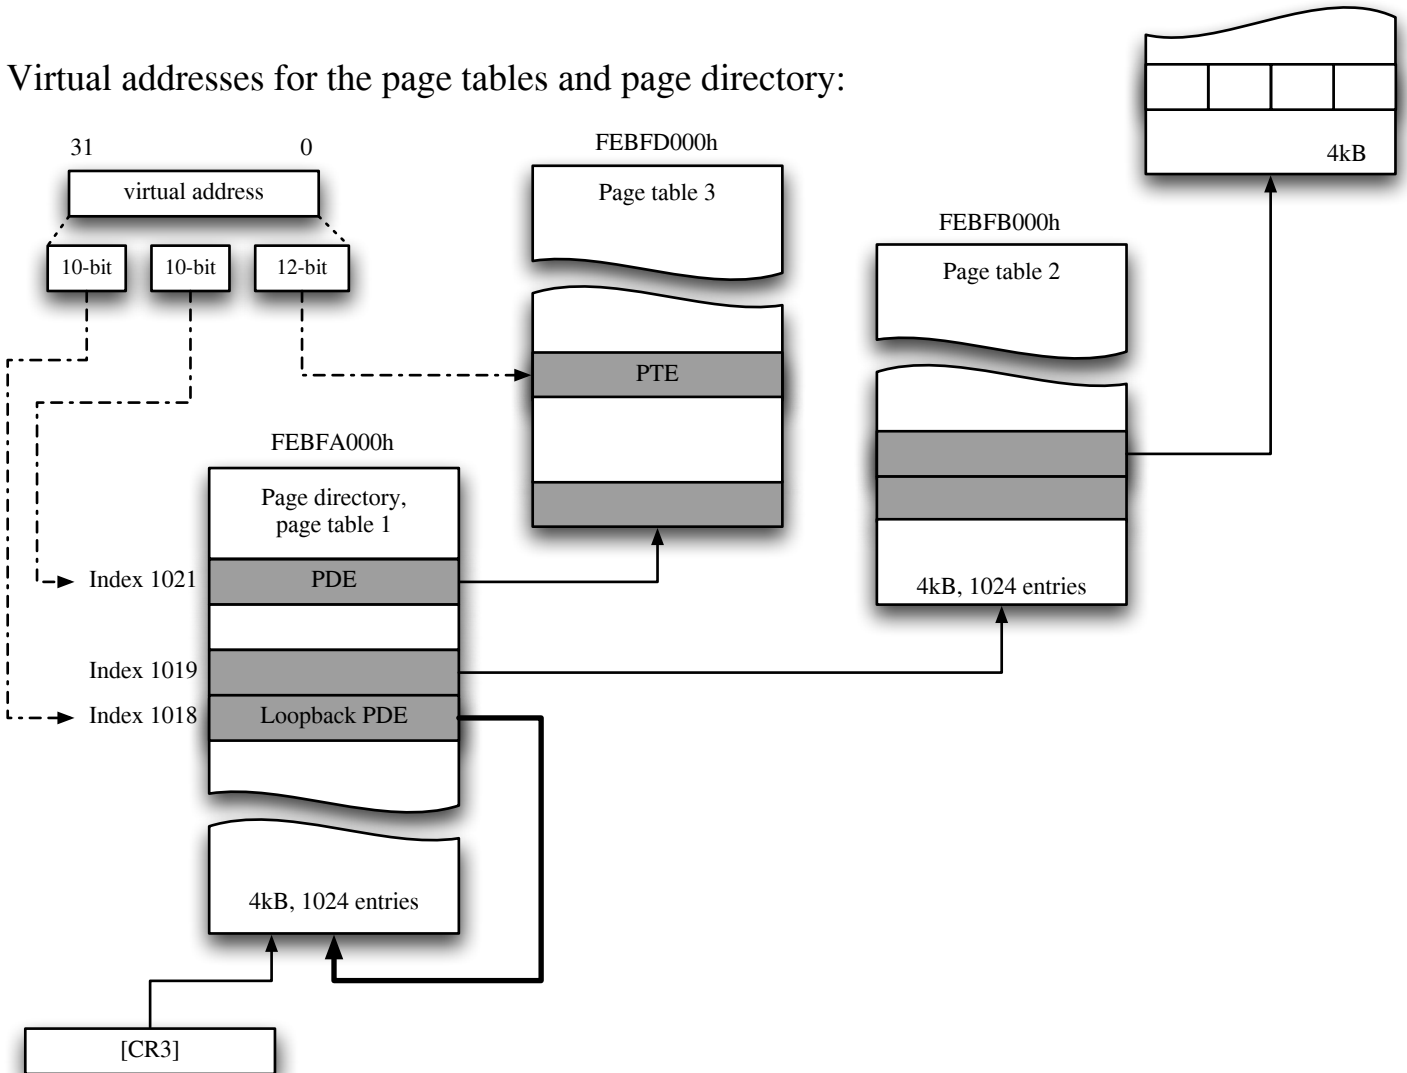 Virtual addresses for the page tables and page directory:
4kB
31 0
virtual address
10-bit 10-bit 12-bit
FEBFD000h
Page table 3
PTE
FEBFB000h
Page table 2
4kB, 1024 entries
FEBFA000h
Page directory,
page table 1
Index 1021 PDE
Index 1019
Index 1018 Loopback PDE
4kB, 1024 entries
[CR3]